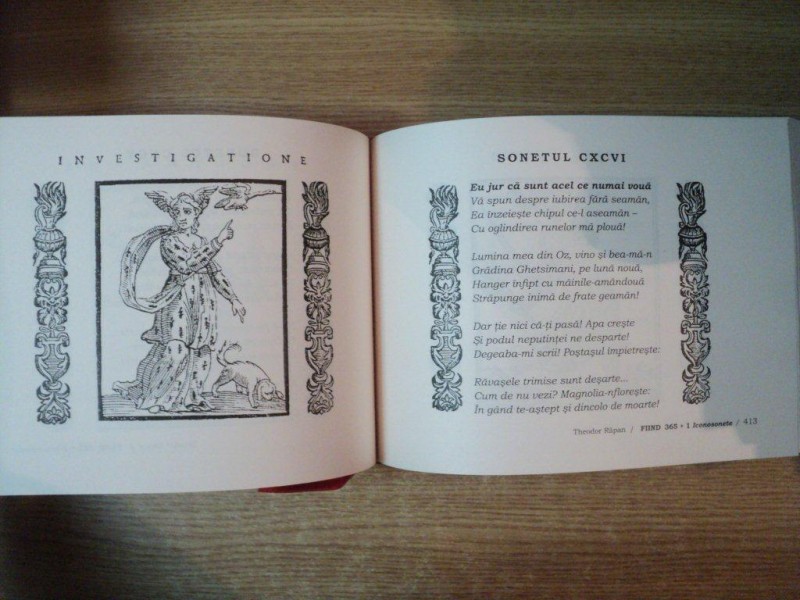 INVESTIGATIONE
SONETUL CXCVI
Eu jur că sunt acel ce numai vouă
Vă spun despre iubirea fără seamăn,
Ea înzeiește chipul ce-l aseamăn –
Cu oglindirea runelor mă plouă!
Lumina mea din Oz, vino și bea-mă-n
Grădina Ghetsimani, pe lună nouă,
Hanger înfipt cu mâinile-amândouă
Străpunge inimă de frate geamăn!
Dar ție nici că-ți pasă! Apa crește
Și podul neputinței ne desparte!
Degeaba-mi scrii! Poștașul împietrește:
Răvașele trimise sunt deșarte...
Cum de nu vezi? Magnolia-nflorește:
În gând te-aștept și dincolo de moarte!
Theodor Răpan / FIIND 365 + 1 Iconosonete / 413